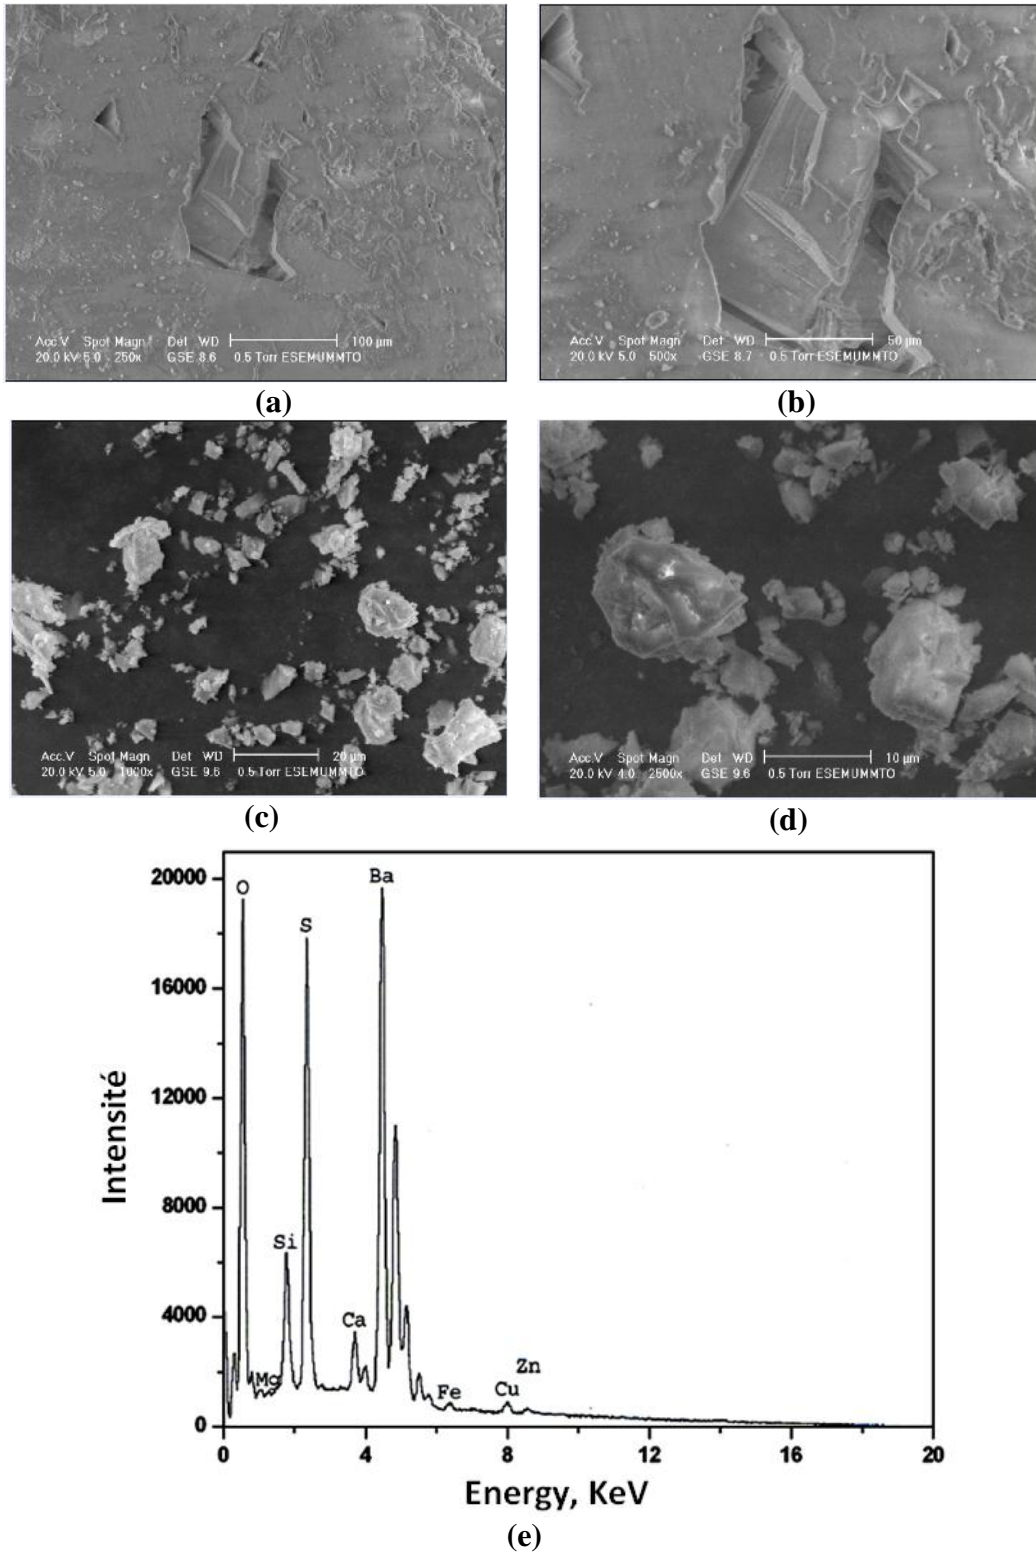 Acc.V Spot Magn Det WD 100 µm
20.0 kV 5.0 250x GSE 8.6 0.5 Torr ESEMUMMTO
Acc.V Spot Magn Det WD 50 µm
20.0 kV 5.0 500x GSE 8.7 0.5 Torr ESEMUMMTO
(a)
(b)
Acc.V Spot Magn Det WD 20 µm
20.0 kV 5.0 1000x GSE 9.6 0.5 Torr ESEMUMMTO
Acc.V Spot Magn Det WD 10 µm
20.0 kV 4.0 2500x GSE 9.6 0.5 Torr ESEMUMMTO
(c)
(d)
20000
16000
12000
8000
4000
0
Intensité
O
Mg
Si
S
Ca
Ba
Fe
Cu
Zn
0 4 8 12 16 20
Energy, KeV
(e)